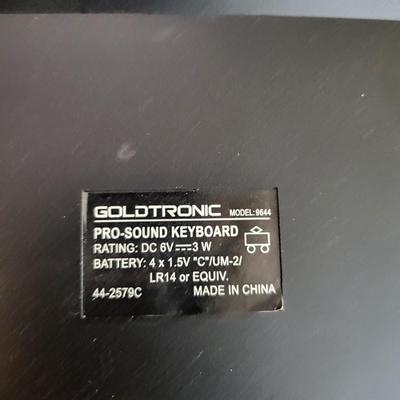 GOLDTRONIC MODEL:9644
PRO-SOUND KEYBOARD
RATING: DC 6V⎓3 W
BATTERY: 4 x 1.5V "C"/UM-2/
LR14 or EQUIV.
44-2579C MADE IN CHINA